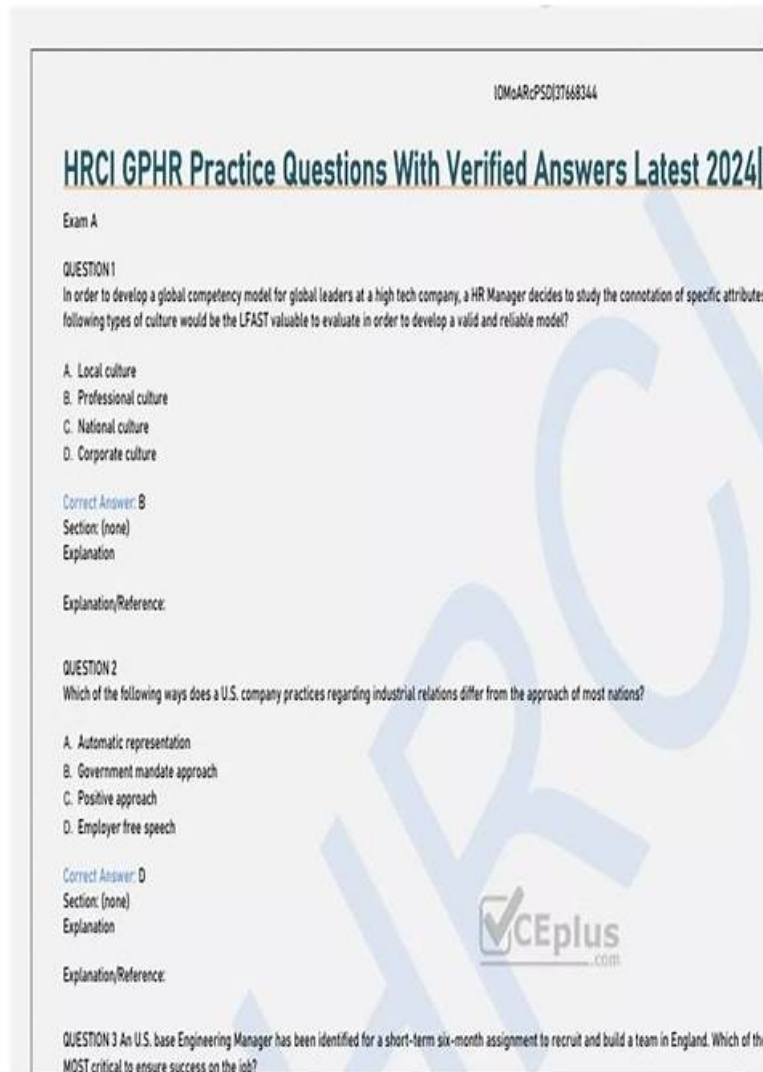 IOMoARcPSD|37668344
HRCI GPHR Practice Questions With Verified Answers Latest 2024|
Exam A
QUESTION 1
In order to develop a global competency model for global leaders at a high tech company, a HR Manager decides to study the connotation of specific attributes
following types of culture would be the LFAST valuable to evaluate in order to develop a valid and reliable model?
A. Local culture
B. Professional culture
C. National culture
D. Corporate culture
Correct Answer: B
Section: (none)
Explanation
Explanation/Reference:
QUESTION 2
Which of the following ways does a U.S. company practices regarding industrial relations differ from the approach of most nations?
A. Automatic representation
B. Government mandate approach
C. Positive approach
D. Employer free speech
Correct Answer: D
Section: (none)
Explanation
CEplus
.com
Explanation/Reference:
QUESTION 3 An U.S. base Engineering Manager has been identified for a short-term six-month assignment to recruit and build a team in England. Which of the
MOST critical to ensure success on the job?
HRCI